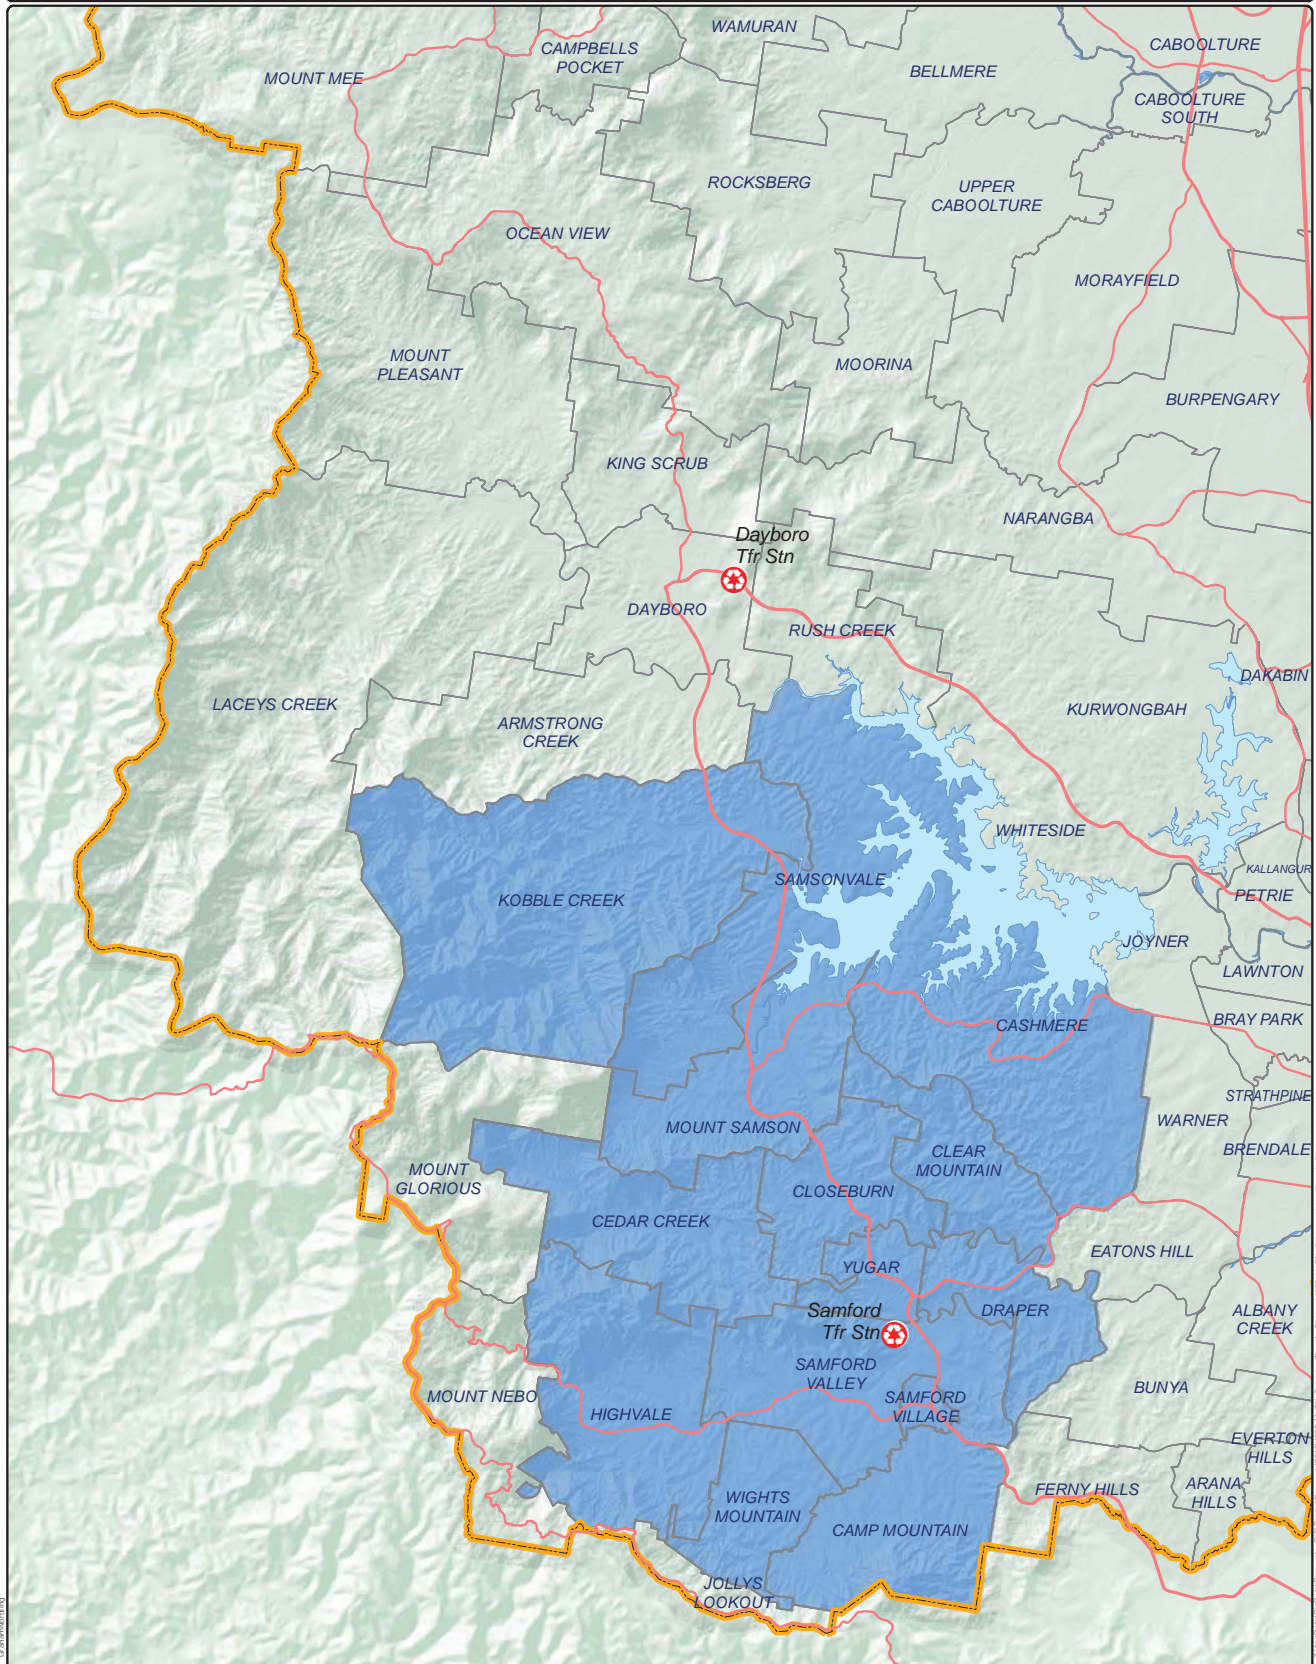 WAMURAN
CAMPBELLS
POCKET
CABOOLTURE
MOUNT MEE
BELLMERE
CABOOLTURE
SOUTH
ROCKSBERG
UPPER
CABOOLTURE
OCEAN VIEW
MORAYFIELD
MOUNT
PLEASANT
MOORINA
BURPENGARY
KING SCRUB
NARANGBA
Dayboro
Tfr Stn
DAYBORO
RUSH CREEK
DAKABIN
LACEYS CREEK
KURWONGBAH
ARMSTRONG
CREEK
WHITESIDE
KALLANGUR
SAMSONVALE
PETRIE
KOBBLE CREEK
JOYNER
LAWNTON
BRAY PARK
CASHMERE
STRATHPINE
WARNER
MOUNT SAMSON
BRENDALE
CLEAR
MOUNTAIN
MOUNT
GLORIOUS
CLOSEBURN
CEDAR CREEK
EATONS HILL
YUGAR
Samford
Tfr Stn
DRAPER
ALBANY
CREEK
SAMFORD
VALLEY
BUNYA
MOUNT NEBO
SAMFORD
VILLAGE
HIGHVALE
EVERTON
HILLS
FERNY HILLS
ARANA
HILLS
WIGHTS
MOUNTAIN
CAMP MOUNTAIN
JOLLYS
LOOKOUT